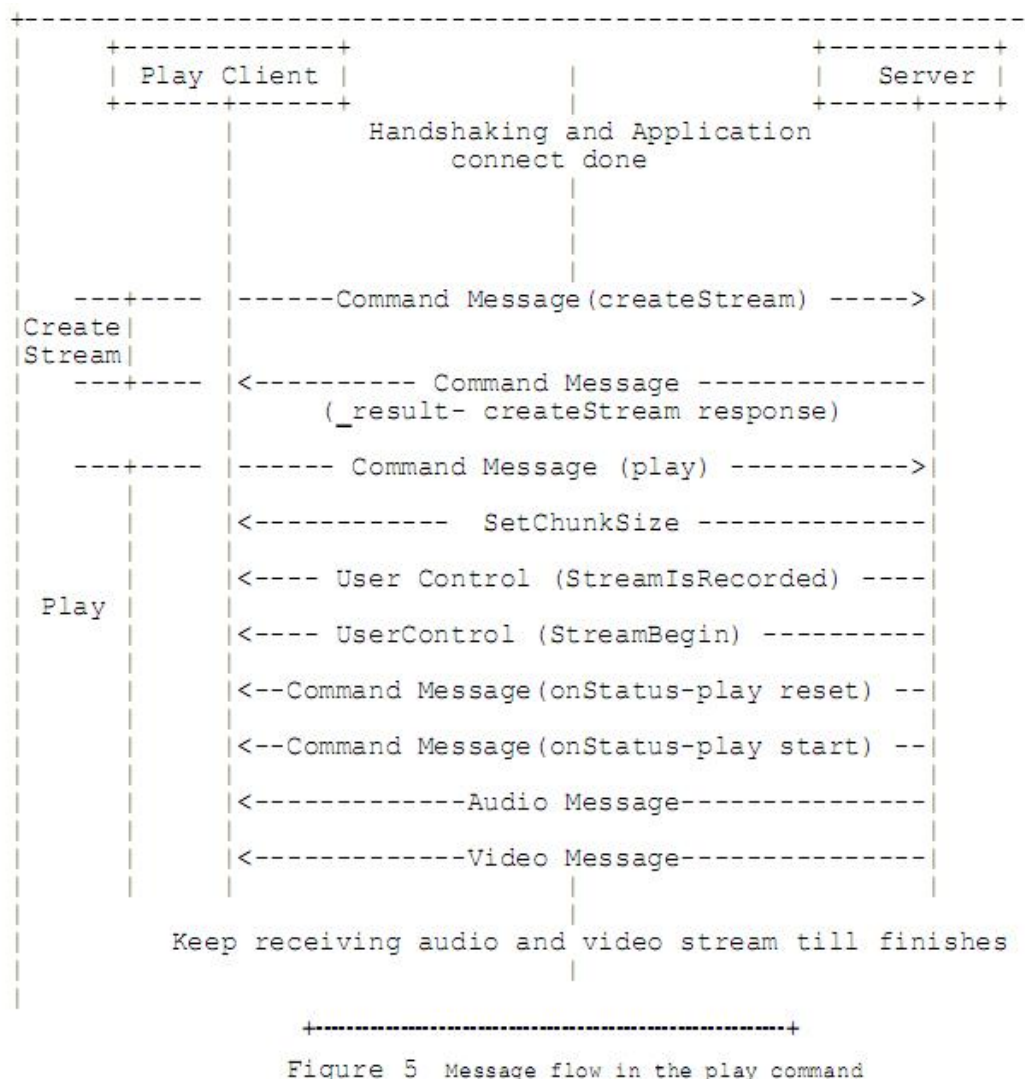 Play Client
Server
Handshaking and Application
connect done
Command Message(createStream)
Create
Stream
Command Message
(_result- createStream response)
Command Message (play)
SetChunkSize
User Control (StreamIsRecorded)
Play
UserControl (StreamBegin)
Command Message(onStatus-play reset)
Command Message(onStatus-play start)
Audio Message
Video Message
Keep receiving audio and video stream till finishes
Figure 5 Message flow in the play command